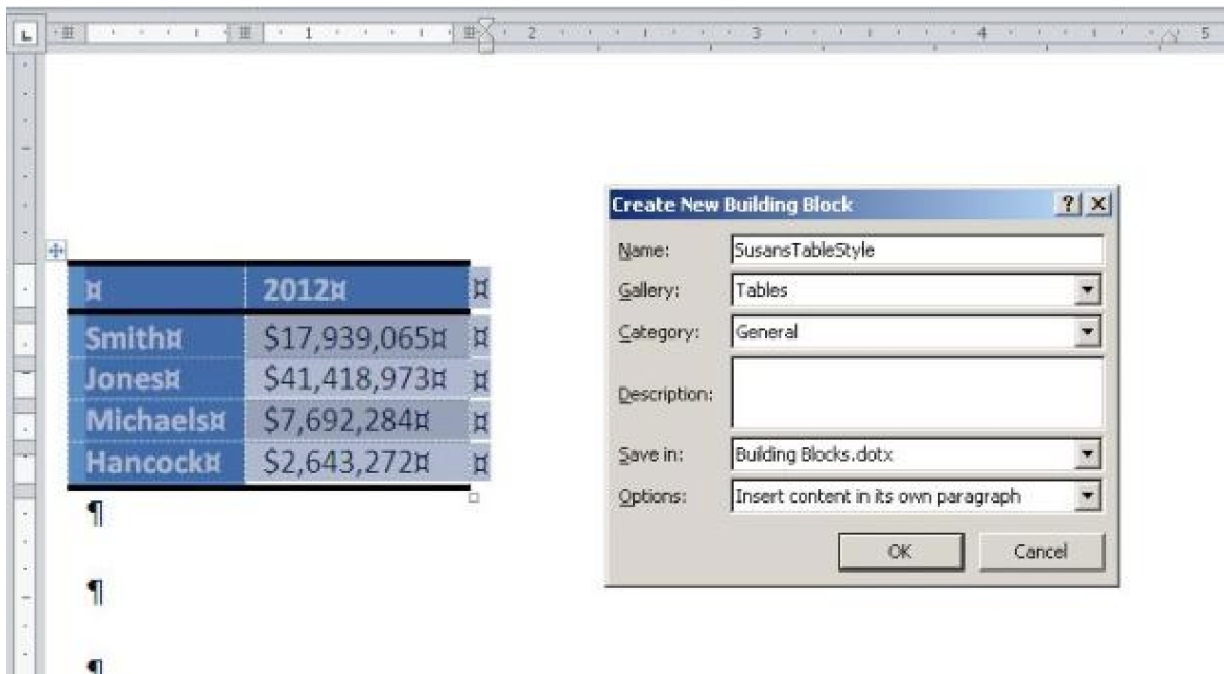 L 1 2 3 4 5
¤ 2012¤ ¤
Smith¤ $17,939,065¤ ¤
Jones¤ $41,418,973¤ ¤
Michaels¤ $7,692,284¤ ¤
Hancock¤ $2,643,272¤ ¤
¶
¶
¶
Create New Building Block ? X
Name: SusansTableStyle
Gallery: Tables
Category: General
Description:
Save in: Building Blocks.dotx
Options: Insert content in its own paragraph
OK Cancel